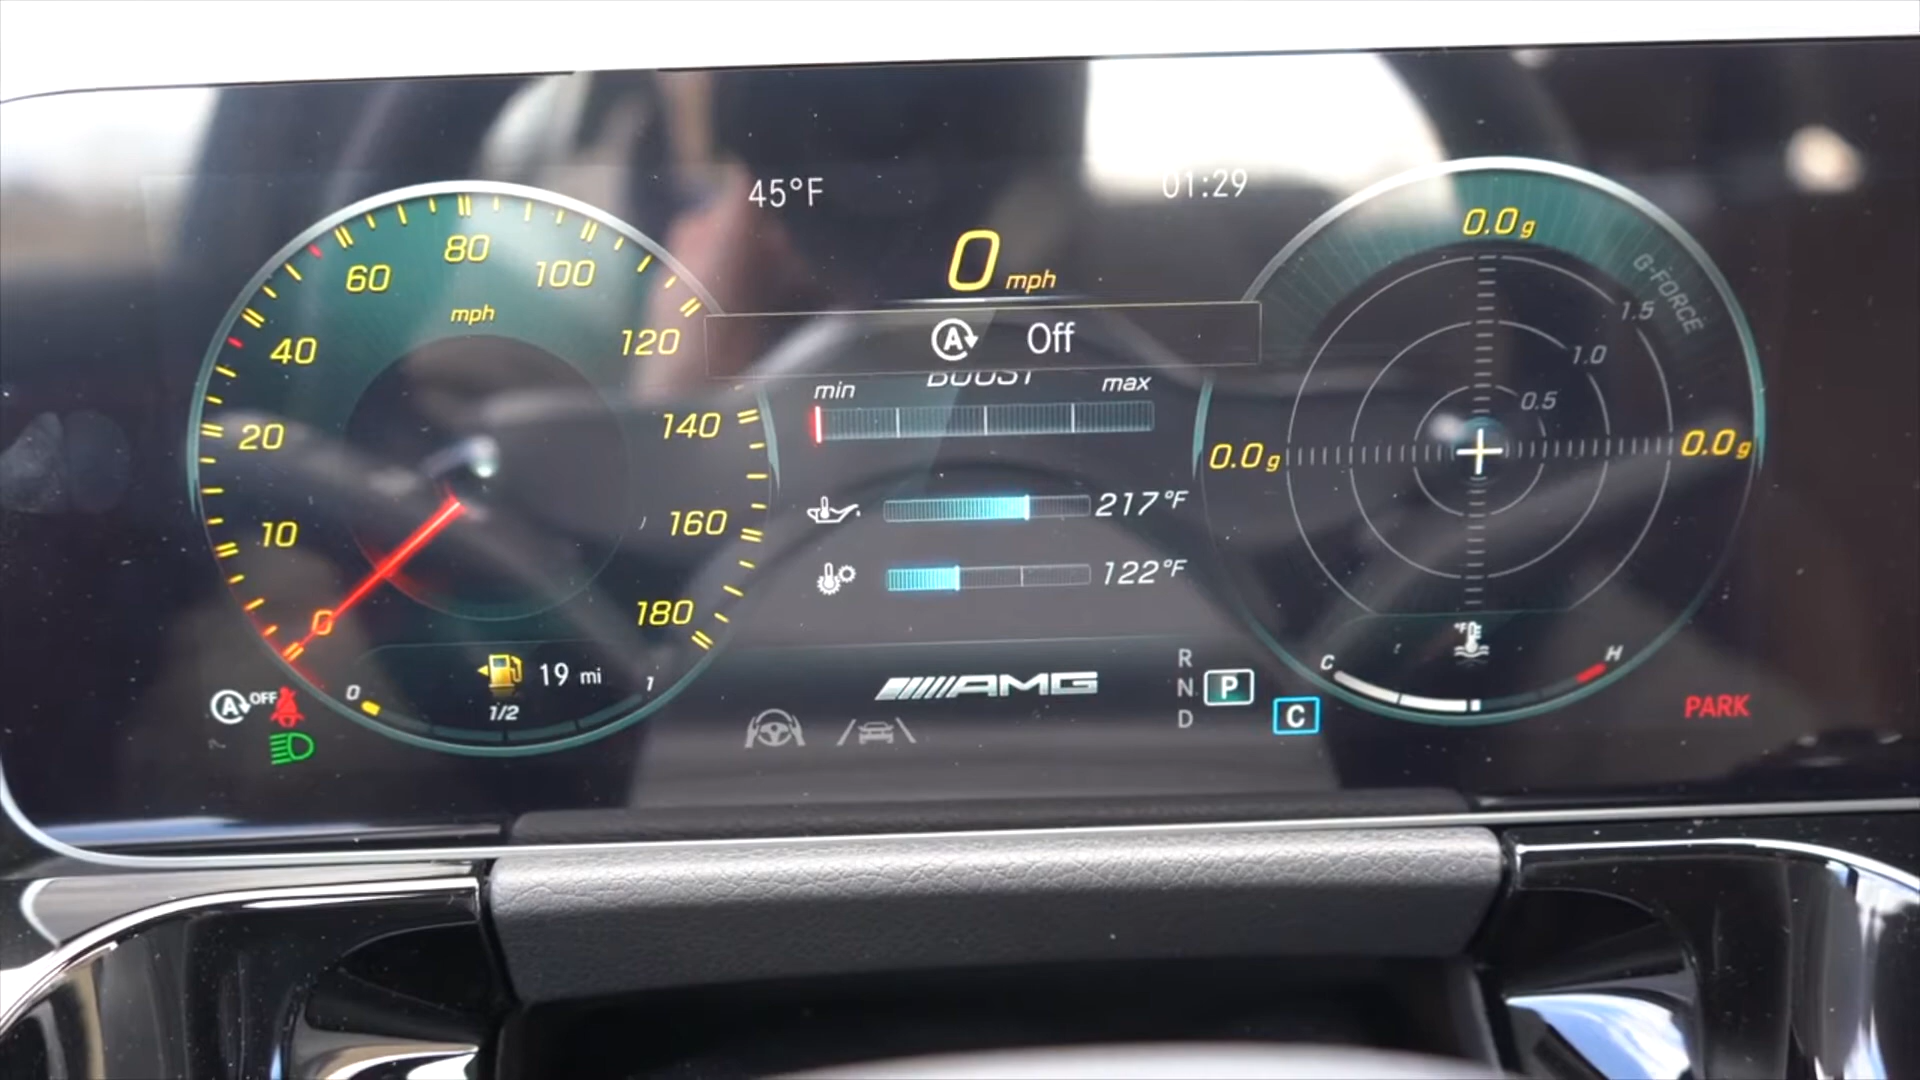 45°F
01:29
0 mph
A Off
min BOOST max
217°F
122°F
0
10
20
40
60
80
100
120
140
160
180
mph
19 mi
0 1/2 1
A OFF
AMG
R
N P
D
C
0.0g
G-FORCE
1.5
1.0
0.5
0.0g
0.0g
°F
C H
PARK